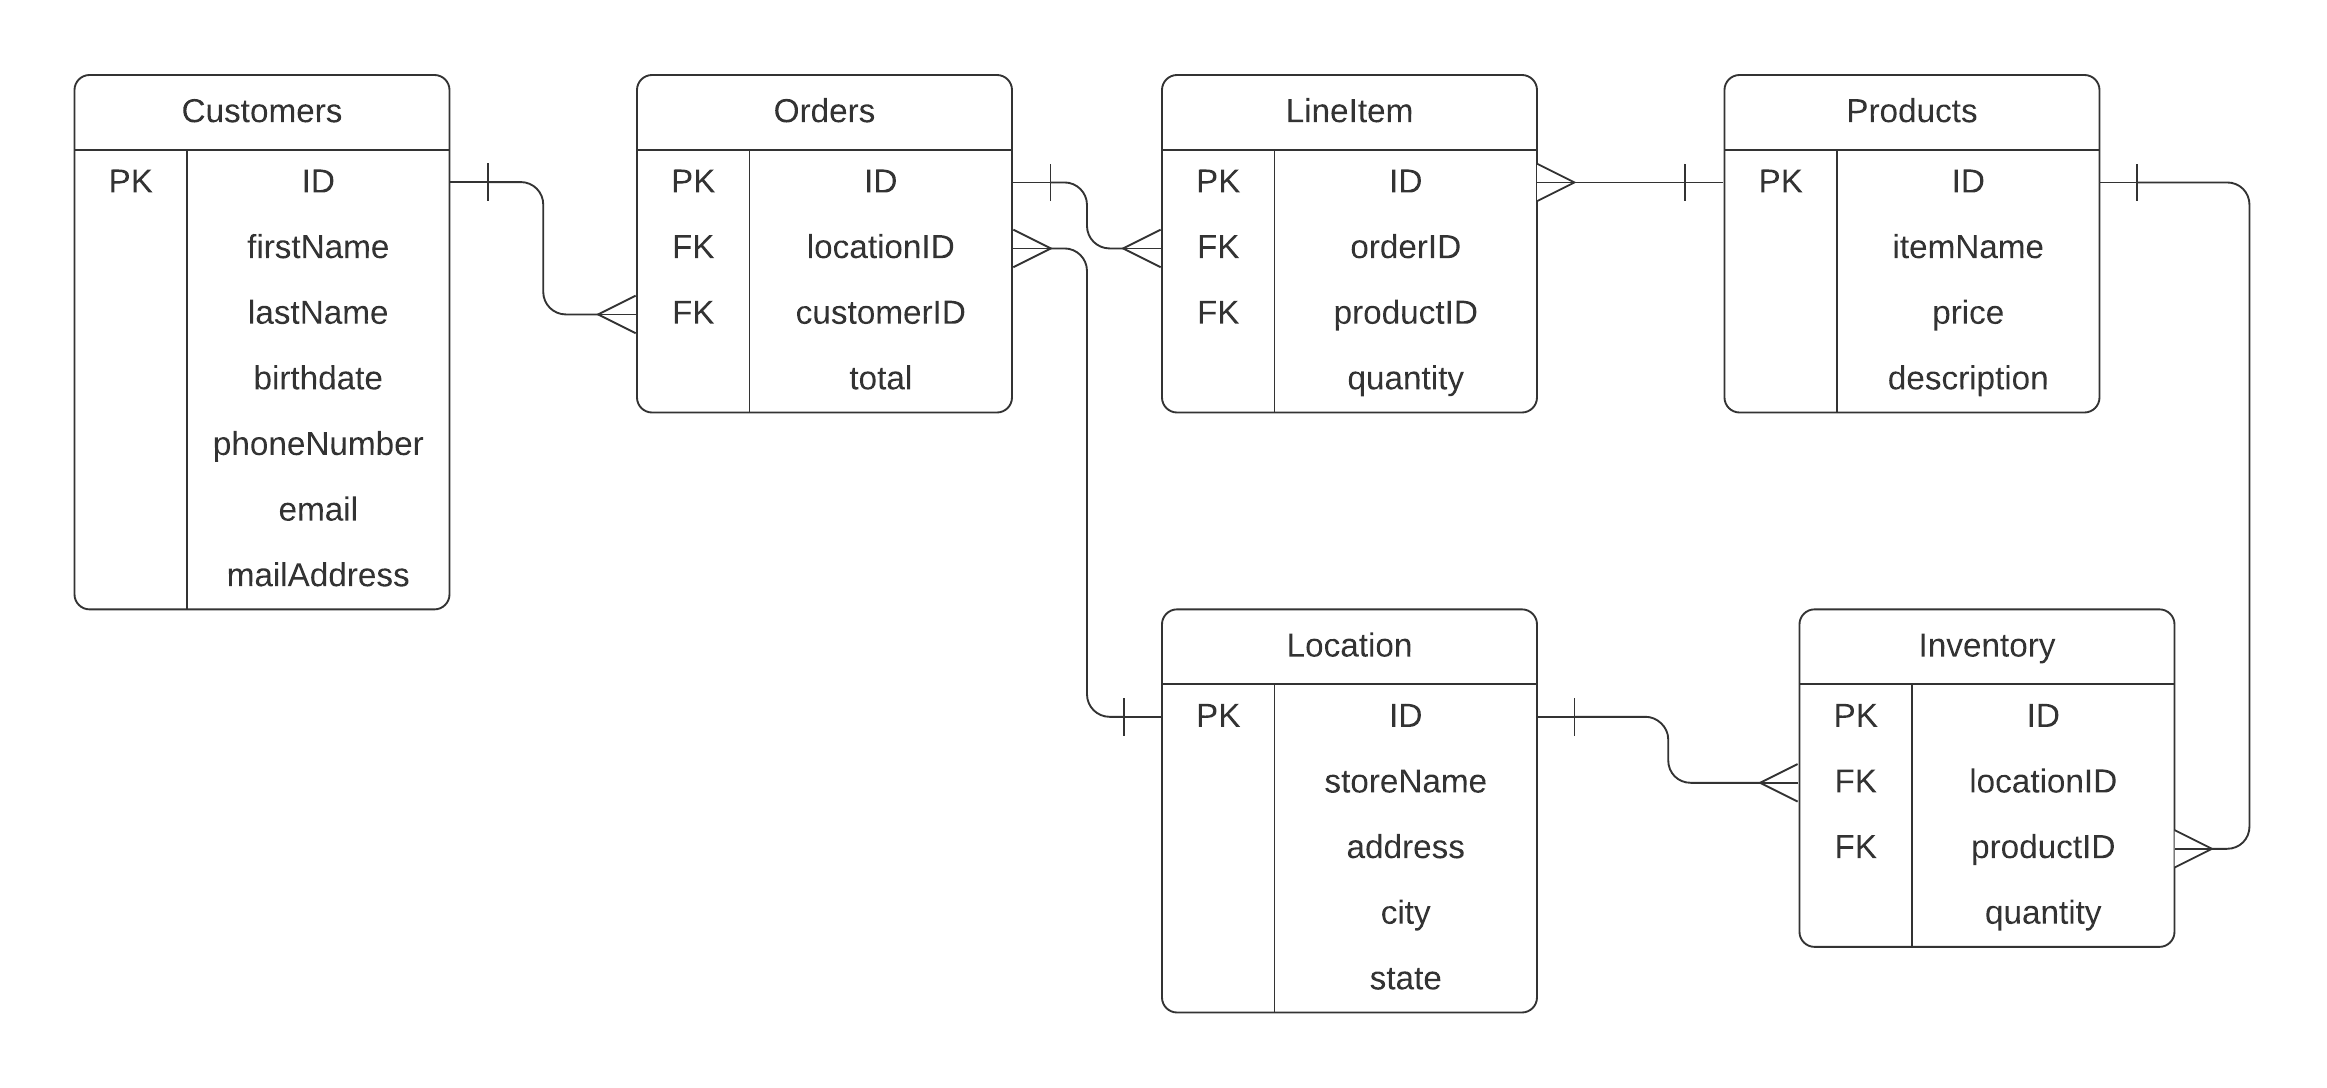 Customers
PK ID
firstName
lastName
birthdate
phoneNumber
email
mailAddress
Orders
PK ID
FK locationID
FK customerID
total
LineItem
PK ID
FK orderID
FK productID
quantity
Products
PK ID
itemName
price
description
Location
PK ID
storeName
address
city
state
Inventory
PK ID
FK locationID
FK productID
quantity